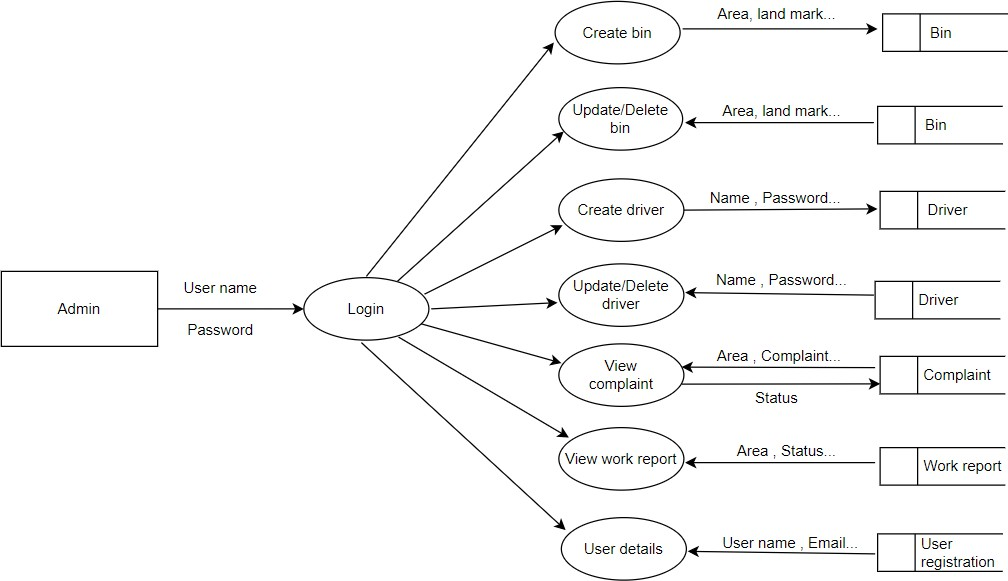 Create bin
Area, land mark...
Bin
Update/Delete
bin
Area, land mark...
Bin
Create driver
Name , Password...
Driver
Admin
User name
Password
Login
Update/Delete
driver
Name , Password...
Driver
View
complaint
Area , Complaint...
Status
Complaint
View work report
Area , Status...
Work report
User details
User name , Email...
User
registration